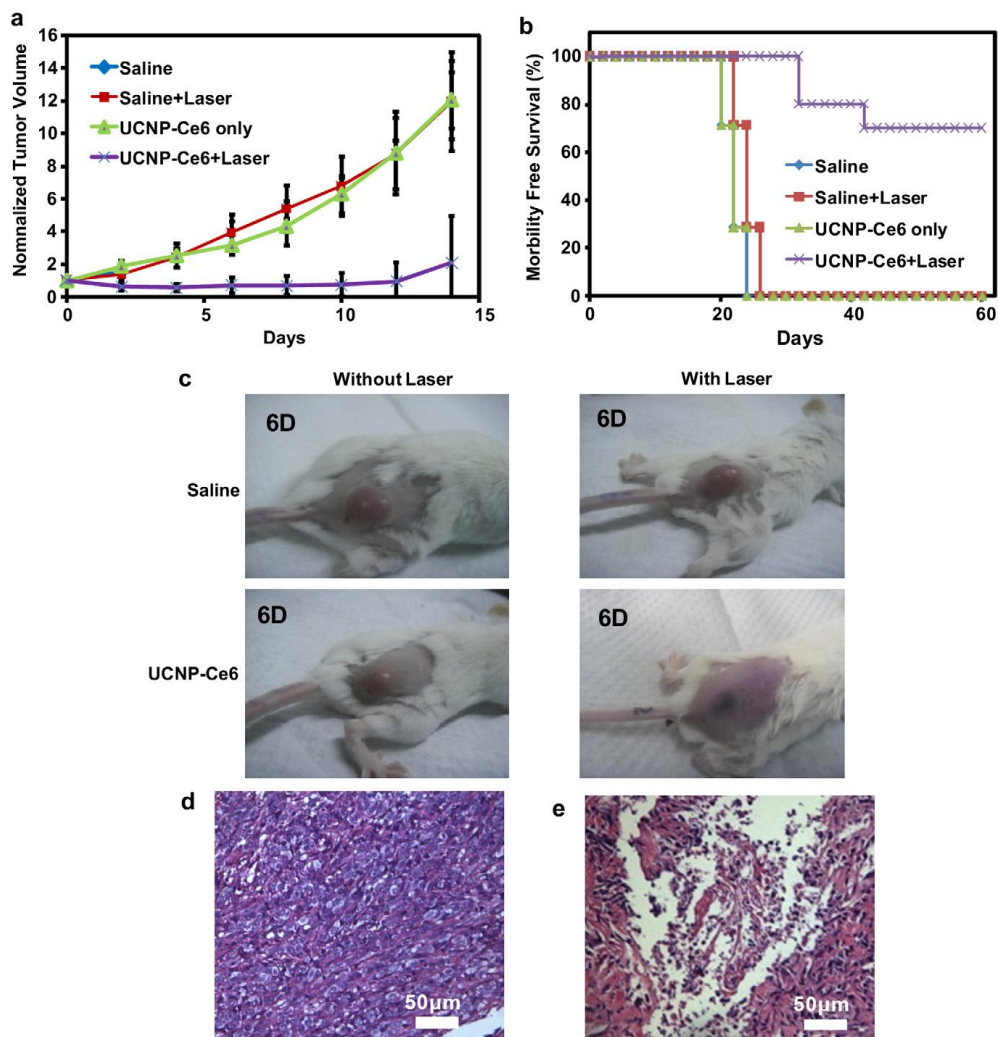 a
Nomnalized Tumor Volume
16
14
12
10
8
6
4
2
0
Saline
Saline+Laser
UCNP-Ce6 only
UCNP-Ce6+Laser
0 5 10 15
Days
b
Morbility Free Survival (%)
100
80
60
40
20
0
Saline
Saline+Laser
UCNP-Ce6 only
UCNP-Ce6+Laser
0 20 40 60
Days
c
Without Laser With Laser
Saline
6D 6D
UCNP-Ce6
6D 6D
d
50μm
e
50μm